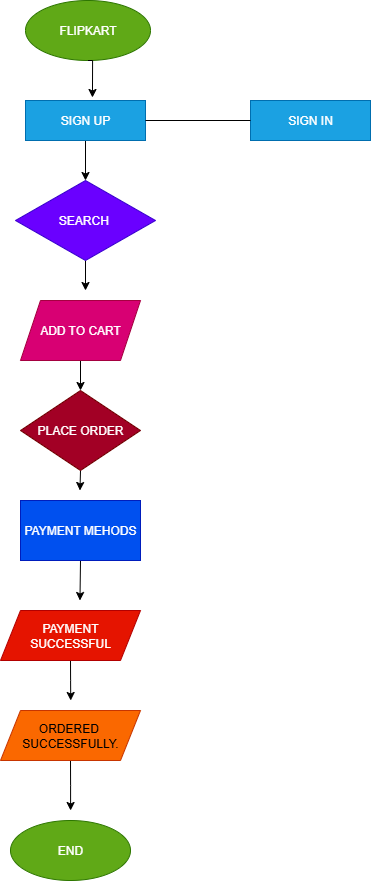 FLIPKART
SIGN UP
SIGN IN
SEARCH
ADD TO CART
PLACE ORDER
PAYMENT MEHODS
PAYMENT
SUCCESSFUL
ORDERED
SUCCESSFULLY.
END